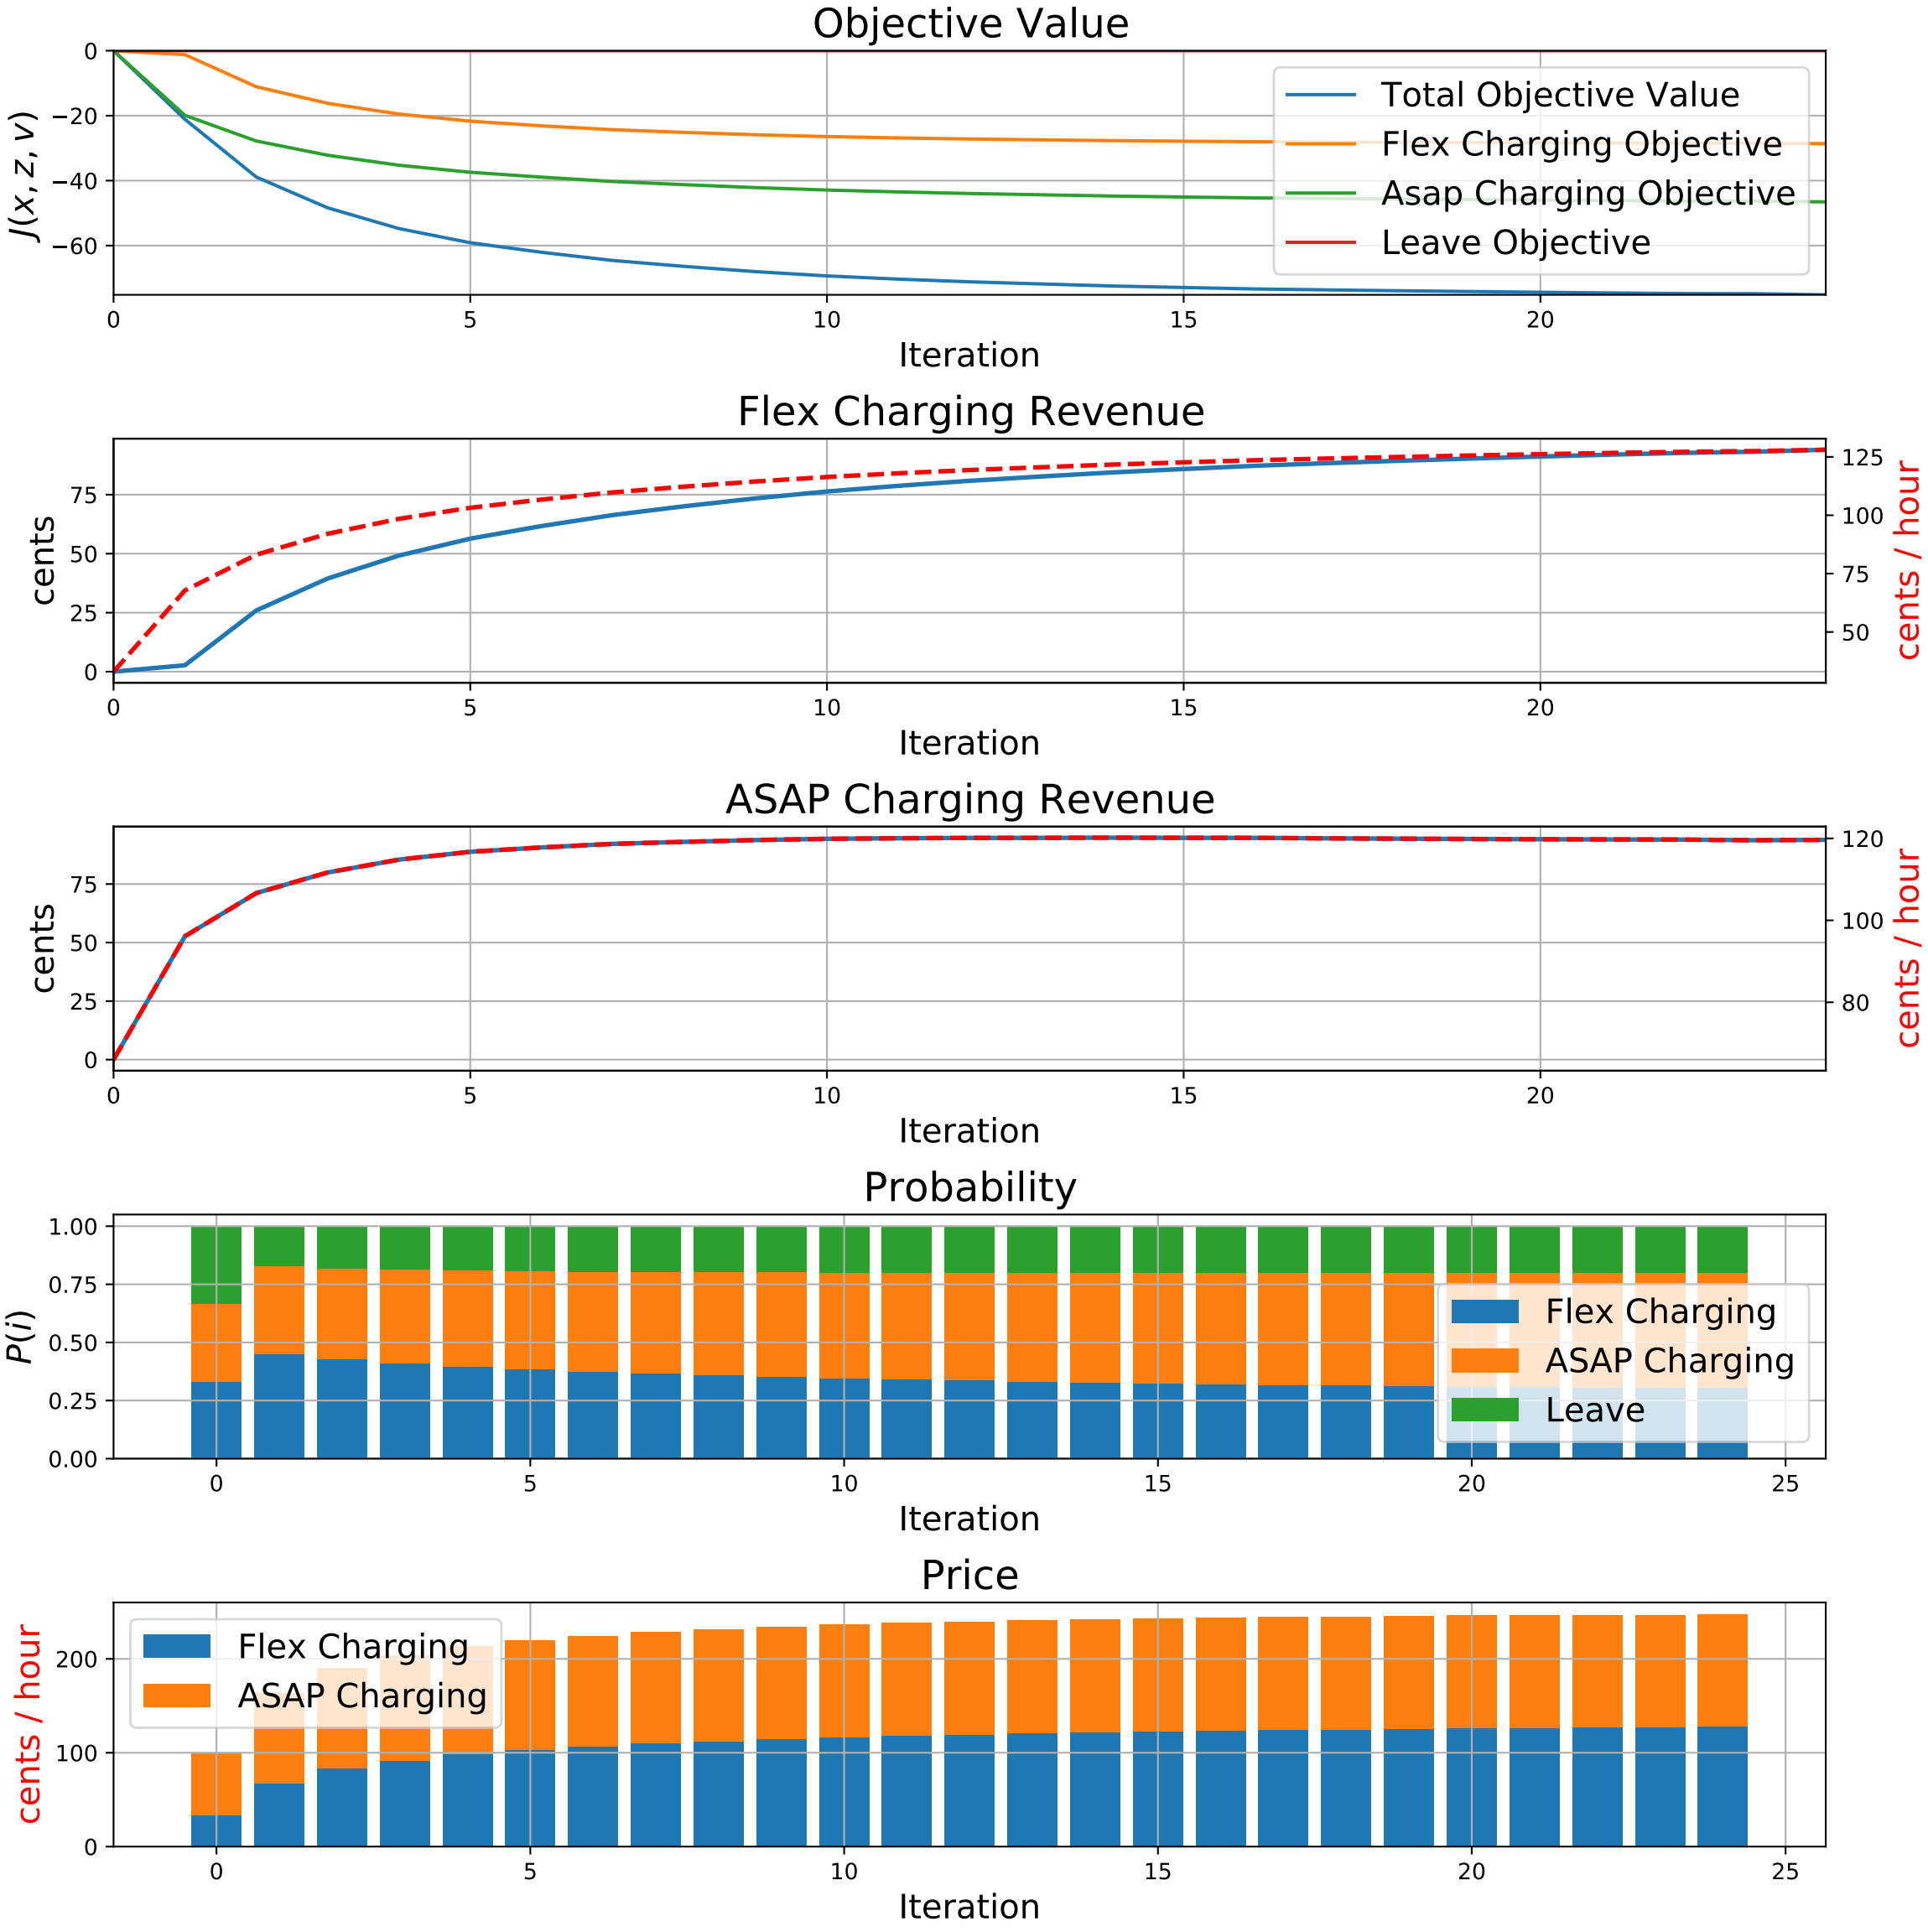 Objective Value
0
−20
−40
−60
J(x, z, v)
Total Objective Value
Flex Charging Objective
Asap Charging Objective
Leave Objective
0 5 10 15 20
Iteration
Flex Charging Revenue
75
50
25
0
cents
125
100
75
50
cents / hour
0 5 10 15 20
Iteration
ASAP Charging Revenue
75
50
25
0
cents
120
100
80
cents / hour
0 5 10 15 20
Iteration
Probability
1.00
0.75
0.50
0.25
0.00
P(i)
Flex Charging
ASAP Charging
Leave
0 5 10 15 20 25
Iteration
Price
200
100
0
cents / hour
Flex Charging
ASAP Charging
0 5 10 15 20 25
Iteration